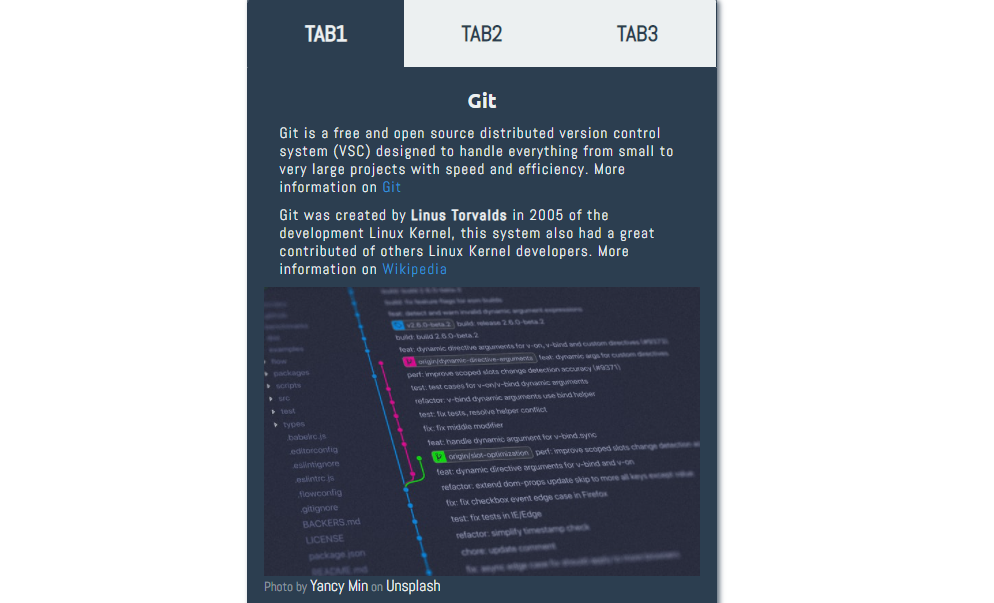 TAB1 TAB2 TAB3
Git
Git is a free and open source distributed version control
system (VSC) designed to handle everything from small to
very large projects with speed and efficiency. More
information on Git
Git was created by Linus Torvalds in 2005 of the
development Linux Kernel, this system also had a great
contributed of others Linux Kernel developers. More
information on Wikipedia
build: build 2.6.0-beta.2
build: fix feature flags for esm builds
feat: detect and warn invalid dynamic argument expressions
v2.6.0-beta.2 build: release 2.6.0-beta.2
build: build 2.6.0-beta.2
feat: dynamic directive arguments for v-on, v-bind and custom directives (#9373)
origin/dynamic-directive-arguments feat: dynamic args for custom directives
perf: improve scoped slots change detection accuracy (#9371)
test: test cases for v-on/v-bind dynamic arguments
refactor: v-bind dynamic arguments use bind helper
test: fix tests, resolve helper conflict
fix: fix middle modifier
feat: handle dynamic argument for v-bind.sync
origin/slot-optimization perf: improve scoped slots change detection
feat: dynamic directive arguments for v-bind and v-on
refactor: extend dom-props update skip to more all keys except value
fix: fix checkbox event edge case in Firefox
test: fix tests in IE/Edge
refactor: simplify timestamp check
chore: update comment
fix: async edge case fix should apply to more browsers
examples
flow
packages
scripts
src
test
types
.babelrc.js
.editorconfig
.eslintignore
.eslintrc.js
.flowconfig
.gitignore
BACKERS.md
LICENSE
package.json
README.md
Photo by Yancy Min on Unsplash